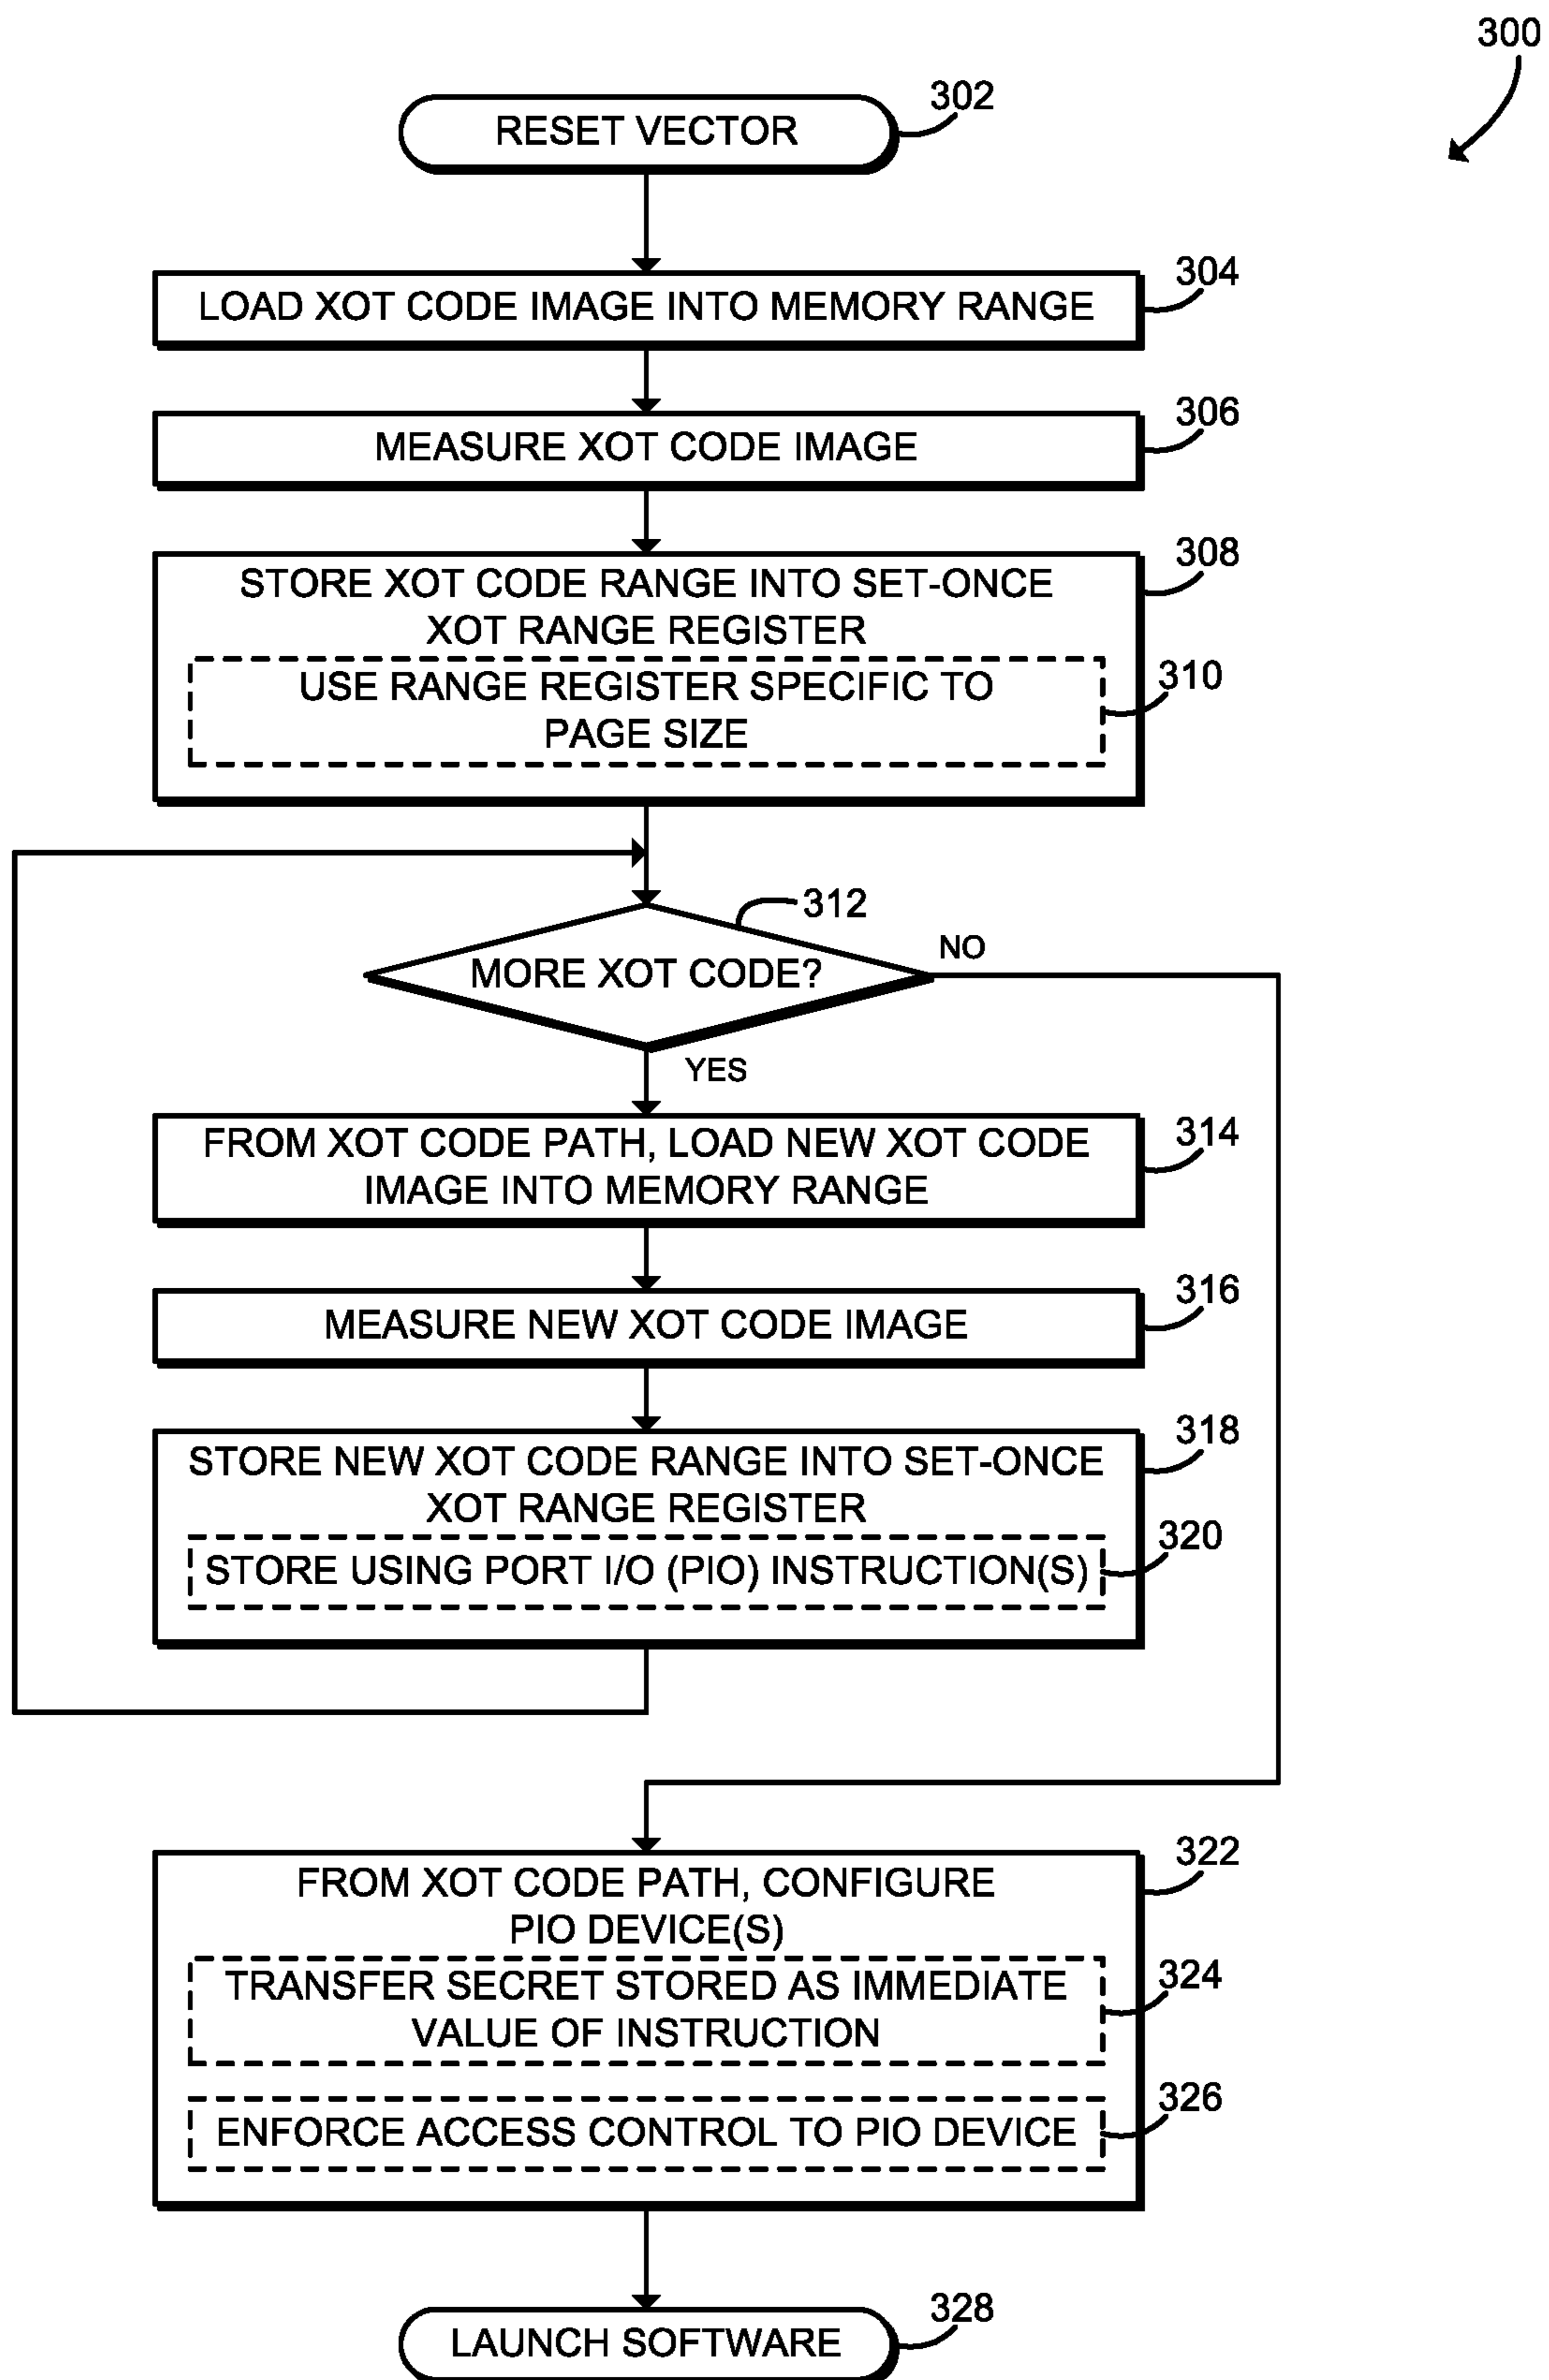 300
302
RESET VECTOR
304
LOAD XOT CODE IMAGE INTO MEMORY RANGE
306
MEASURE XOT CODE IMAGE
308
STORE XOT CODE RANGE INTO SET-ONCE
XOT RANGE REGISTER
310
USE RANGE REGISTER SPECIFIC TO
PAGE SIZE
312
NO
MORE XOT CODE?
YES
314
FROM XOT CODE PATH, LOAD NEW XOT CODE
IMAGE INTO MEMORY RANGE
316
MEASURE NEW XOT CODE IMAGE
318
STORE NEW XOT CODE RANGE INTO SET-ONCE
XOT RANGE REGISTER
320
STORE USING PORT I/O (PIO) INSTRUCTION(S)
322
FROM XOT CODE PATH, CONFIGURE
PIO DEVICE(S)
324
TRANSFER SECRET STORED AS IMMEDIATE
VALUE OF INSTRUCTION
326
ENFORCE ACCESS CONTROL TO PIO DEVICE
328
LAUNCH SOFTWARE